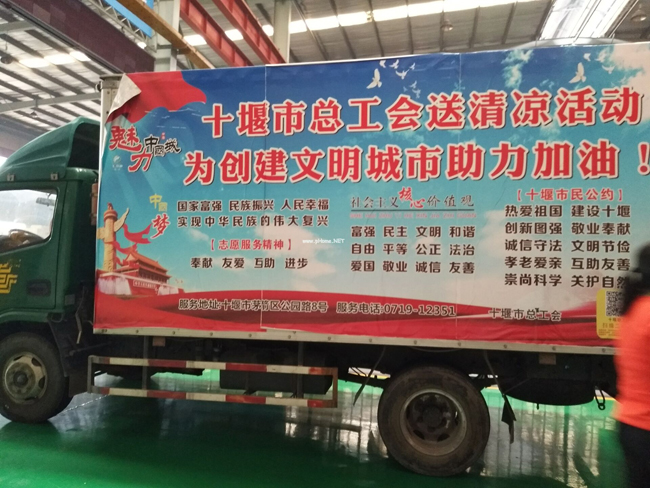 十堰市总工会送清凉活动
为创建文明城市助力加油！
魅力中国城
中国梦
国家富强 民族振兴 人民幸福
实现中华民族的伟大复兴
【志愿服务精神】
奉献 友爱 互助 进步
社会主义核心价值观
富强 民主 文明 和谐
自由 平等 公正 法治
爱国 敬业 诚信 友善
【十堰市民公约】
热爱祖国 建设十堰
创新图强 敬业奉献
诚信守法 文明节俭
孝老爱亲 互助友善
崇尚科学 关护自然
服务地址:十堰市茅箭区公园路8号 服务电话:0719-12351 十堰市总工会